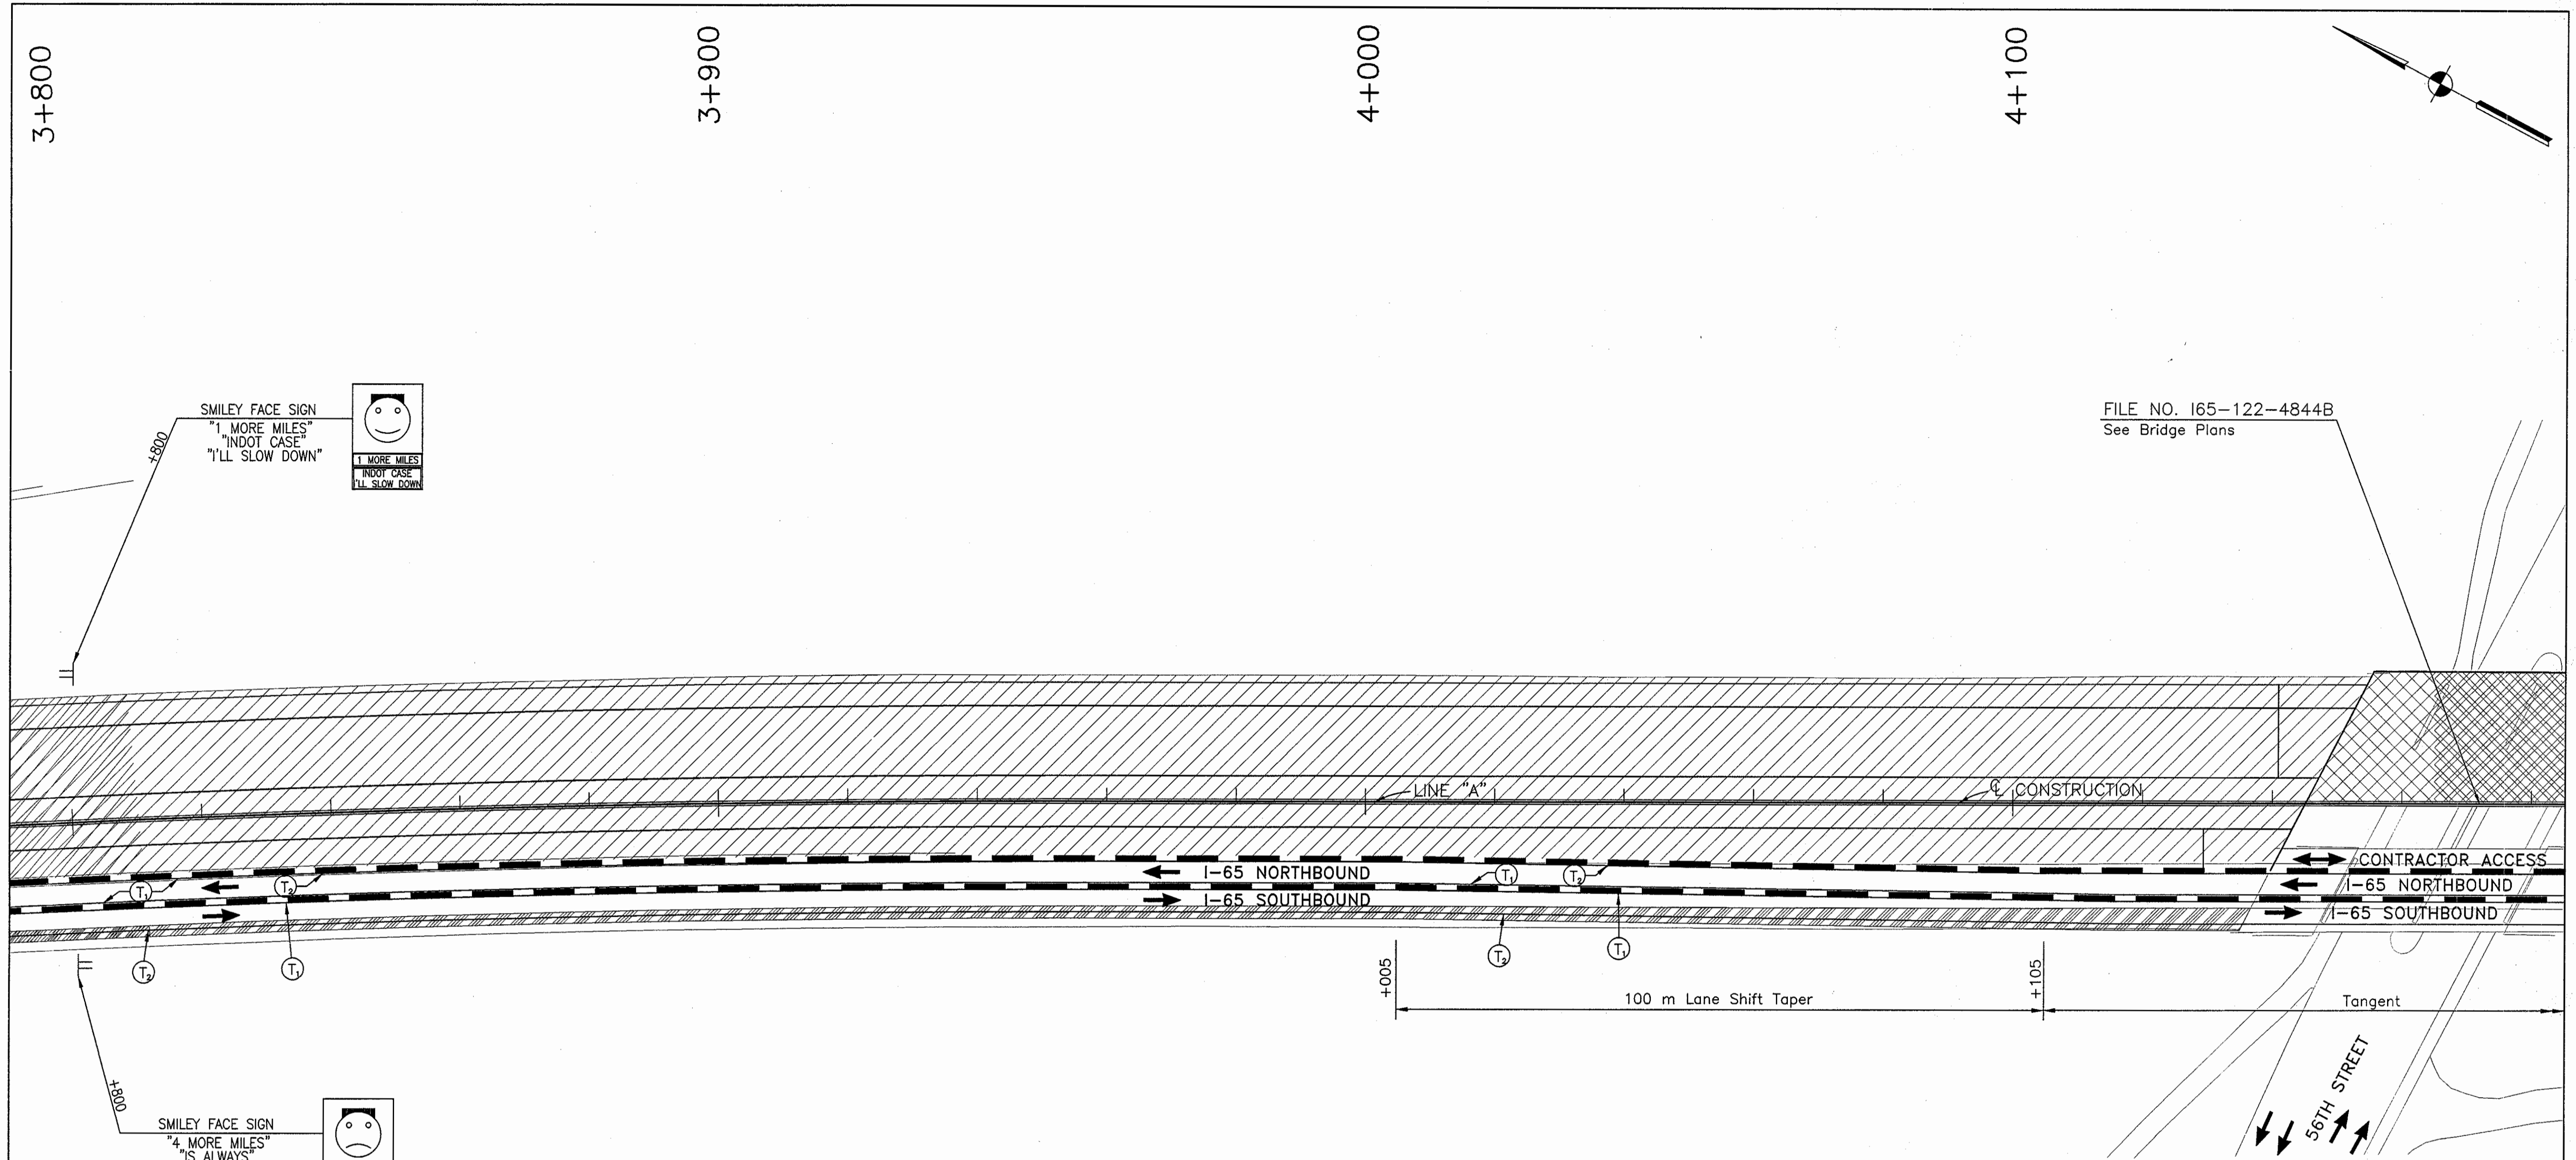 3+800
3+900
4+000
4+100
SMILEY FACE SIGN
"1 MORE MILES"
"INDOT CASE"
"I'LL SLOW DOWN"
+800
1 MORE MILES
INDOT CASE
I'LL SLOW DOWN
FILE NO. I65-122-4844B
See Bridge Plans
LINE "A"
℄ CONSTRUCTION
CONTRACTOR ACCESS
I-65 NORTHBOUND
I-65 NORTHBOUND
I-65 SOUTHBOUND
I-65 SOUTHBOUND
T₁
T₂
T₁
T₂
T₂
T₁
T₂
T₁
+005
100 m Lane Shift Taper
+105
Tangent
56TH STREET
+800
SMILEY FACE SIGN
"4 MORE MILES"
"IS ALWAYS"